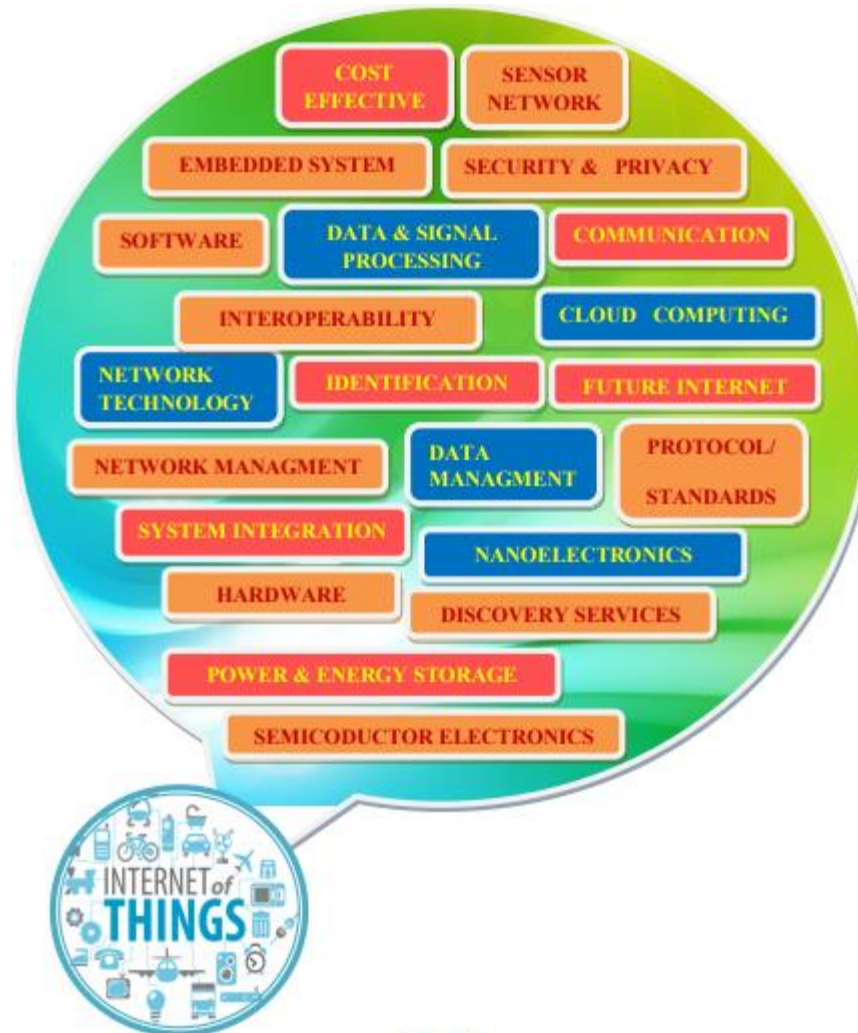 COST
EFFECTIVE
SENSOR
NETWORK
EMBEDDED SYSTEM
SECURITY & PRIVACY
SOFTWARE
DATA & SIGNAL
PROCESSING
COMMUNICATION
INTEROPERABILITY
CLOUD COMPUTING
NETWORK
TECHNOLOGY
IDENTIFICATION
FUTURE INTERNET
NETWORK MANAGMENT
DATA
MANAGMENT
PROTOCOL/
STANDARDS
SYSTEM INTEGRATION
NANOELECTRONICS
HARDWARE
DISCOVERY SERVICES
POWER & ENERGY STORAGE
SEMICODUCTOR ELECTRONICS
INTERNET of
THINGS